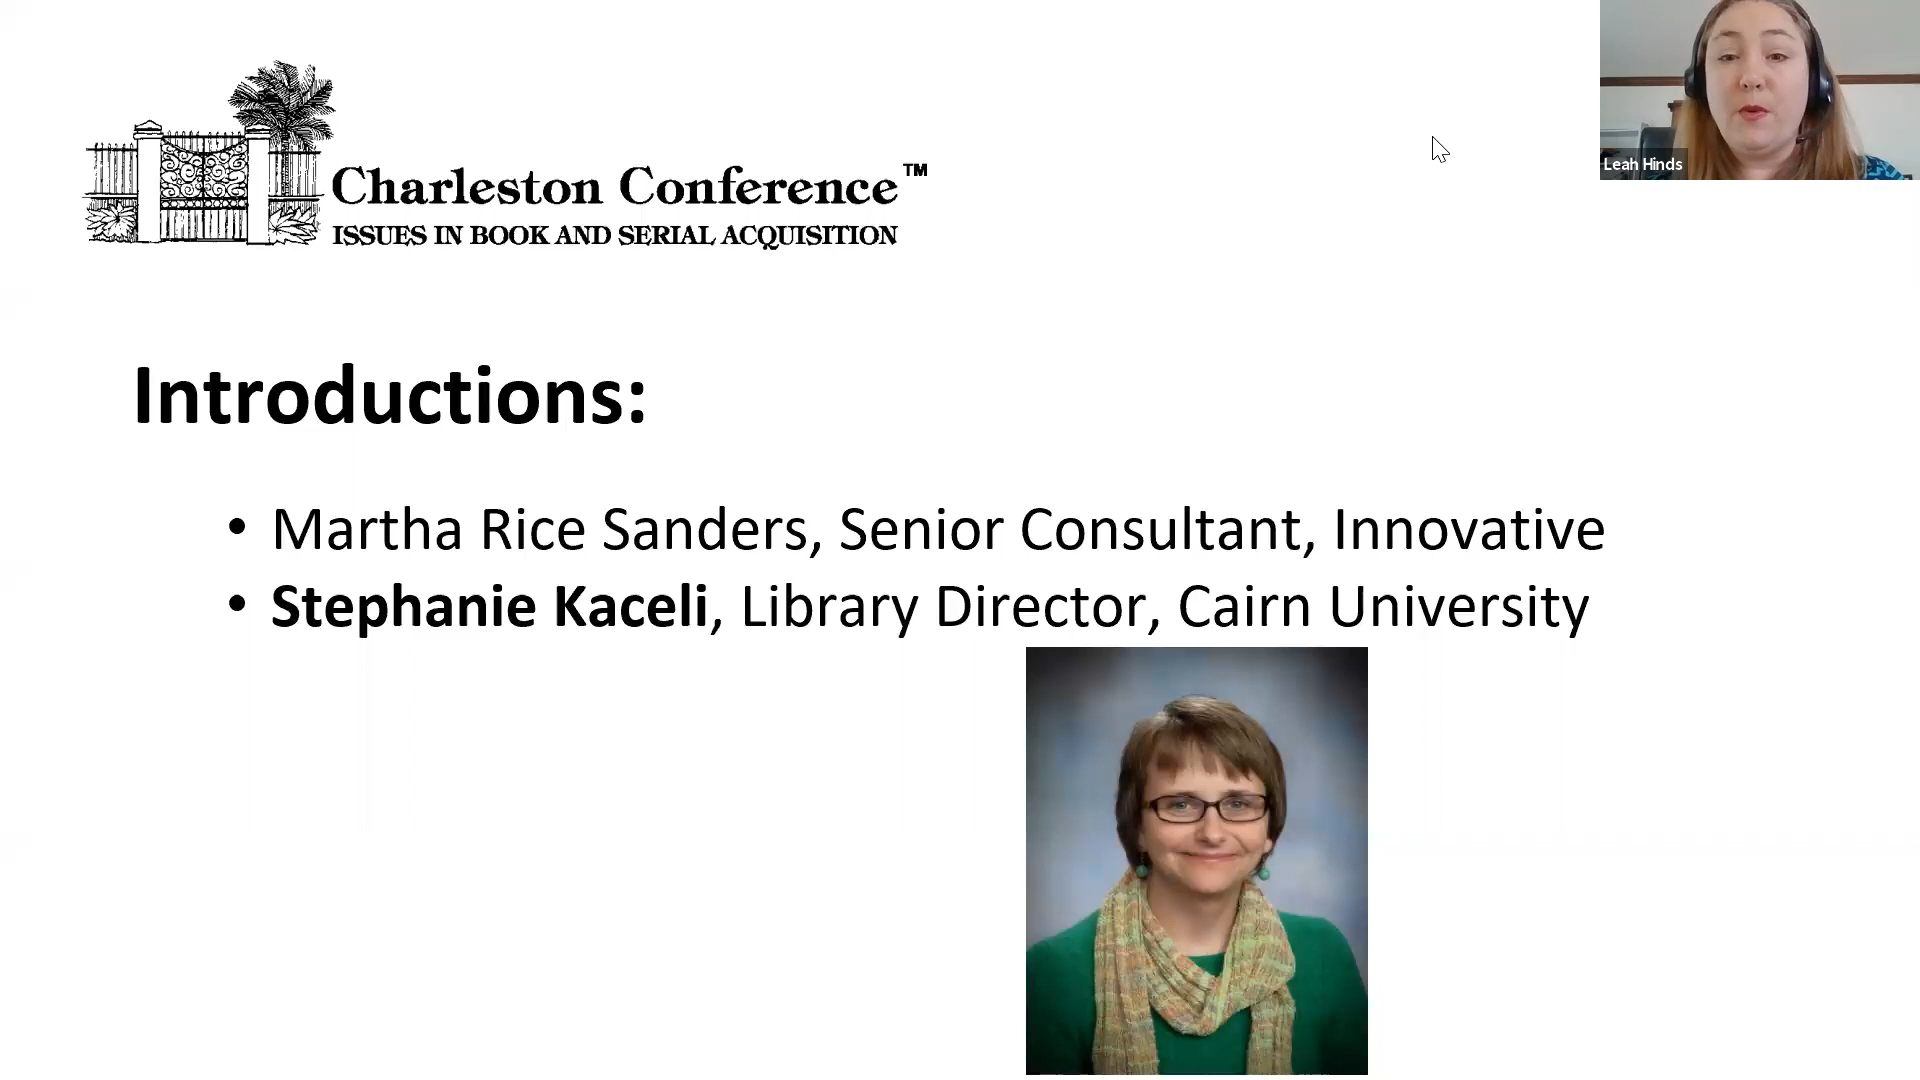 Charleston Conference™
ISSUES IN BOOK AND SERIAL ACQUISITION
Leah Hinds
Introductions:
• Martha Rice Sanders, Senior Consultant, Innovative
• Stephanie Kaceli, Library Director, Cairn University